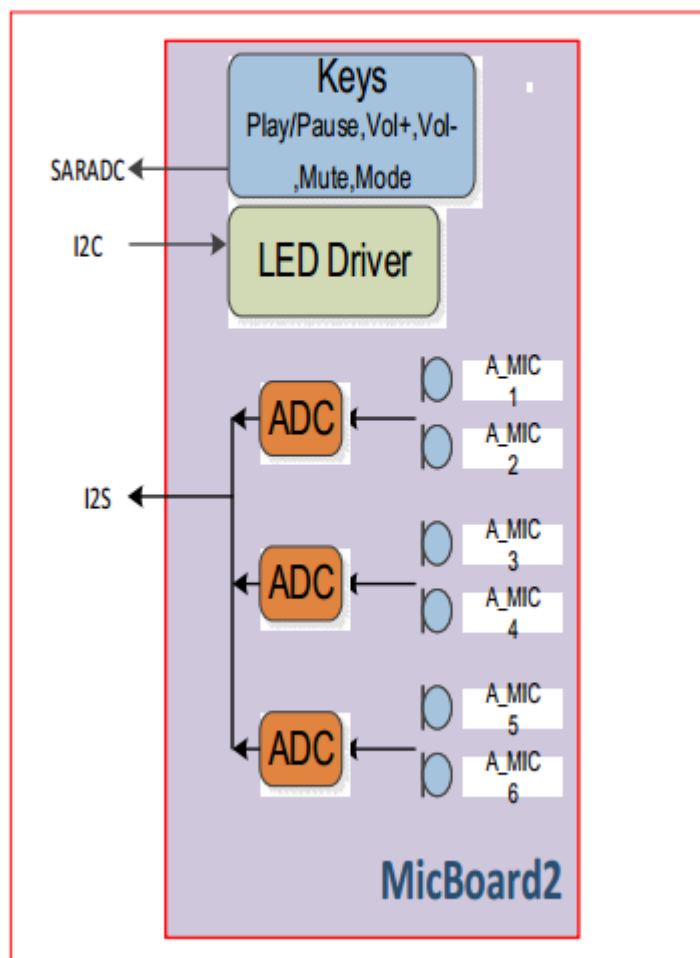 Keys
Play/Pause,Vol+,Vol-
,Mute,Mode
SARADC
I2C
LED Driver
A_MIC
1
ADC
A_MIC
2
I2S
A_MIC
3
ADC
A_MIC
4
A_MIC
5
ADC
A_MIC
6
MicBoard2